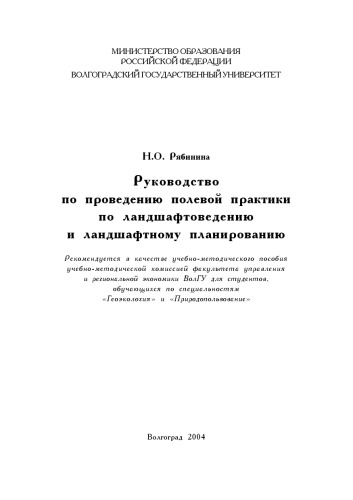 МИНИСТЕРСТВО ОБРАЗОВАНИЯ
РОССИЙСКОЙ ФЕДЕРАЦИИ
ВОЛГОГРАДСКИЙ ГОСУДАРСТВЕННЫЙ УНИВЕРСИТЕТ
Н.О. Рябинина
Руководство
по проведению полевой практики
по ландшафтоведению
и ландшафтному планированию
Рекомендуется в качестве учебно-методического пособия
учебно-методической комиссией факультета управления
и региональной экономики ВолГУ для студентов,
обучающихся по специальностям
«Геоэкология» и «Природопользование»
Волгоград 2004